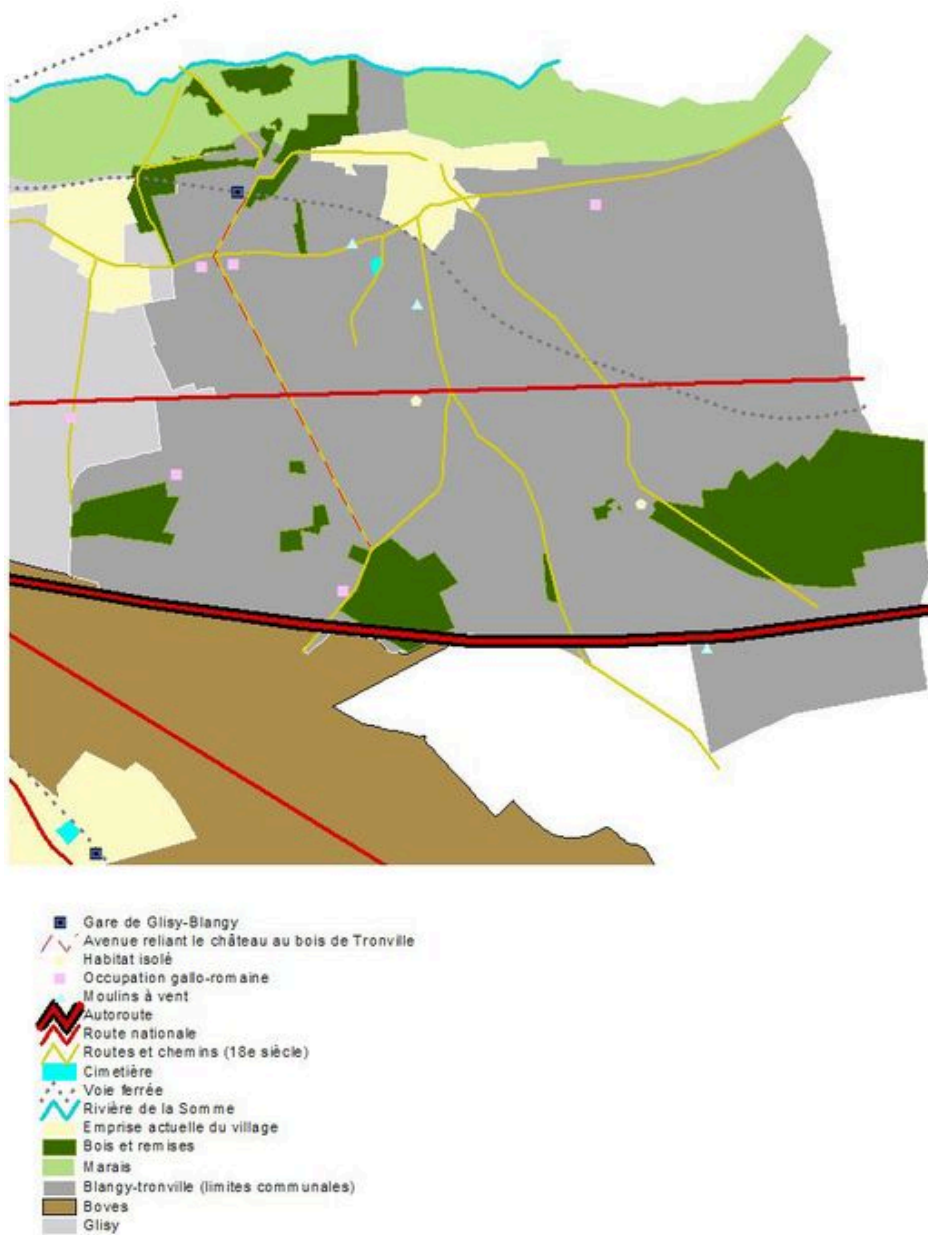 Gare de Glisy-Blangy
Avenue reliant le château au bois de Tronville
Habitat isolé
Occupation gallo-romaine
Moulins à vent
Autoroute
Route nationale
Routes et chemins (18e siècle)
Cimetière
Voie ferrée
Rivière de la Somme
Emprise actuelle du village
Bois et remises
Marais
Blangy-tronville (limites communales)
Boves
Glisy